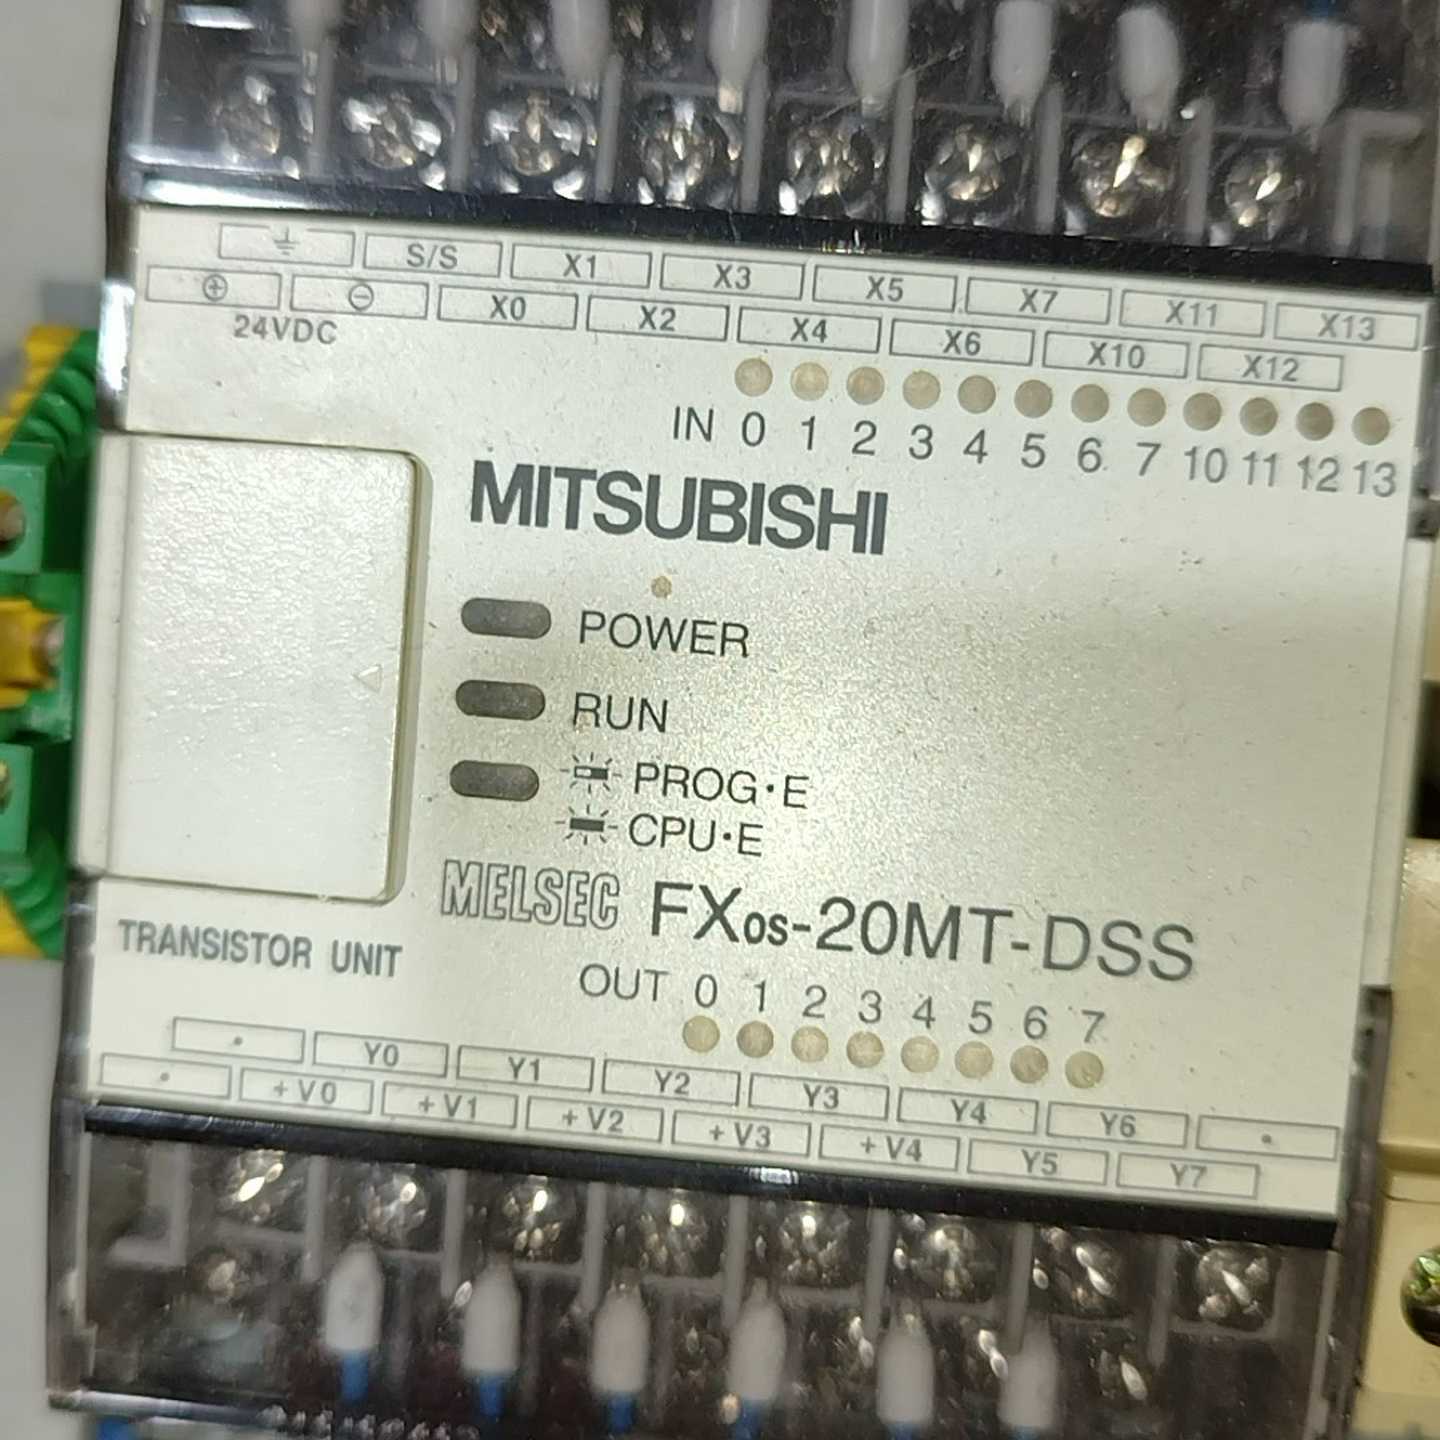 ⏚ S/S X1 X3 X5 X7 X11 X13
⊕ ⊖ X0 X2 X4 X6 X10 X12
24VDC
IN 0 1 2 3 4 5 6 7 10 11 12 13
MITSUBISHI
POWER
RUN
PROG·E
CPU·E
MELSEC FX0S-20MT-DSS
TRANSISTOR UNIT
OUT 0 1 2 3 4 5 6 7
• Y0 Y1 Y2 Y3 Y4 Y6 •
• +V0 +V1 +V2 +V3 +V4 Y5 Y7